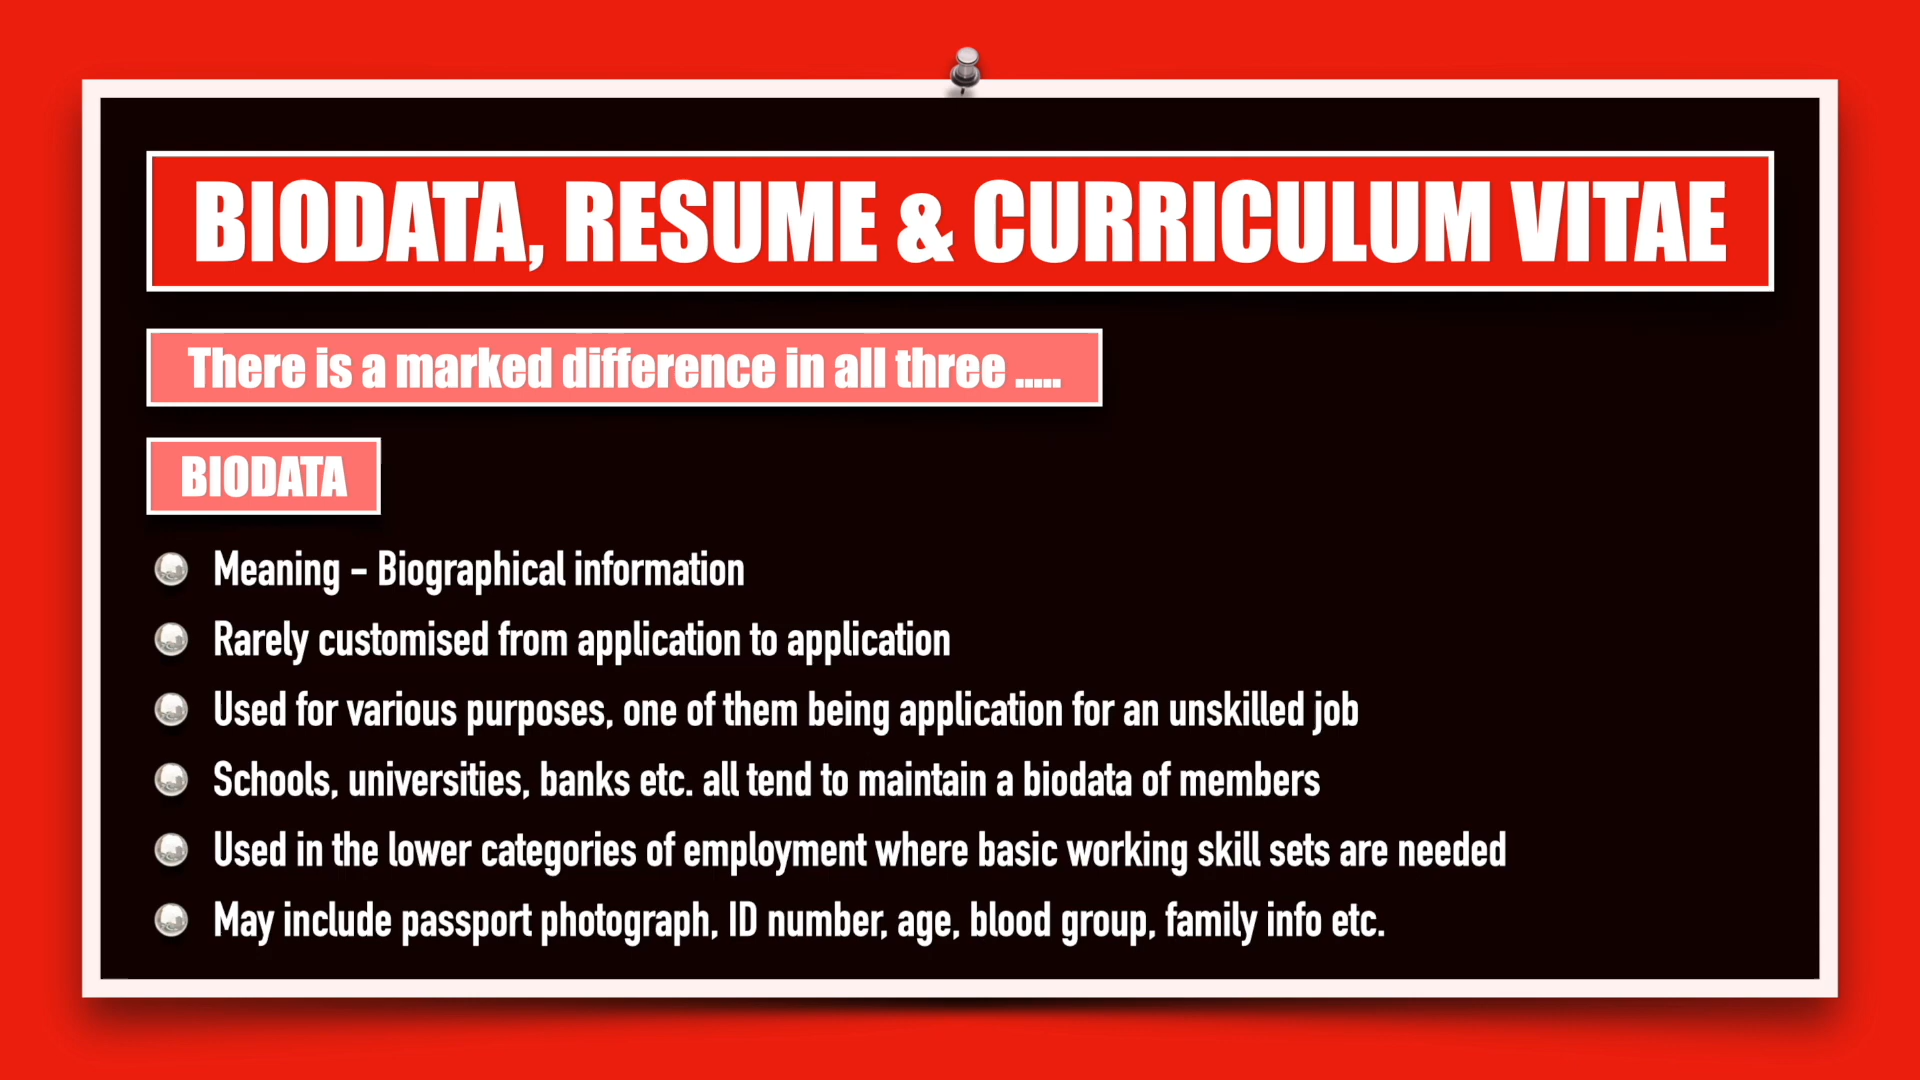 BIODATA, RESUME & CURRICULUM VITAE
There is a marked difference in all three .....
BIODATA
Meaning – Biographical information
Rarely customised from application to application
Used for various purposes, one of them being application for an unskilled job
Schools, universities, banks etc. all tend to maintain a biodata of members
Used in the lower categories of employment where basic working skill sets are needed
May include passport photograph, ID number, age, blood group, family info etc.